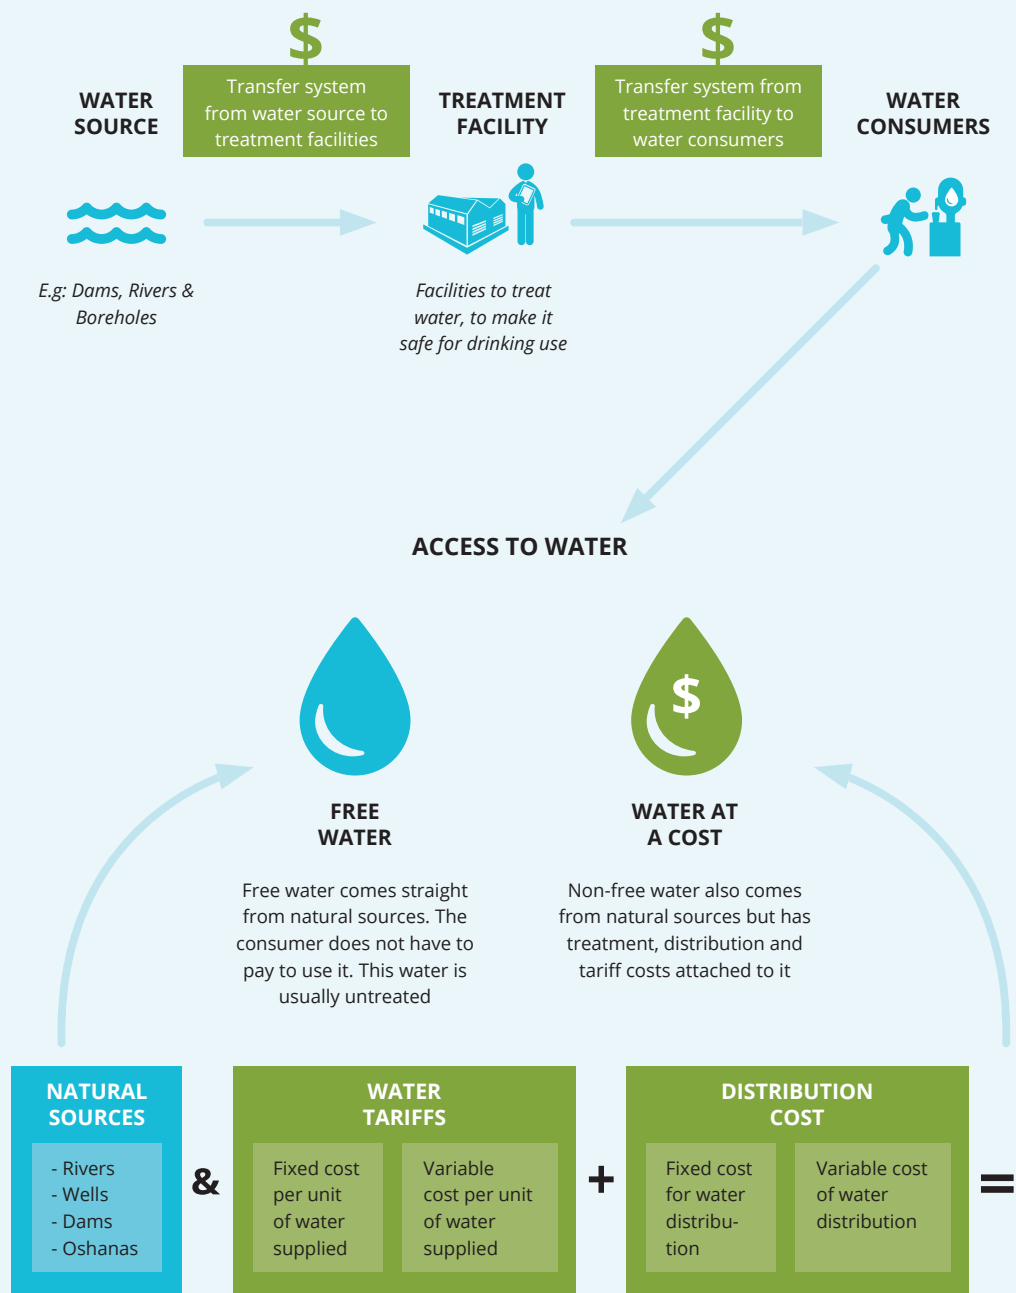 $
$
WATER
SOURCE
Transfer system
from water source to
treatment facilities
TREATMENT
FACILITY
Transfer system from
treatment facility to
water consumers
WATER
CONSUMERS
E.g: Dams, Rivers &
Boreholes
Facilities to treat
water, to make it
safe for drinking use
ACCESS TO WATER
$
FREE
WATER
Free water comes straight
from natural sources. The
consumer does not have to
pay to use it. This water is
usually untreated
WATER AT
A COST
Non-free water also comes
from natural sources but has
treatment, distribution and
tariff costs attached to it
NATURAL
SOURCES
- Rivers
- Wells
- Dams
- Oshanas
&
WATER
TARIFFS
Fixed cost
per unit
of water
supplied
Variable
cost per unit
of water
supplied
+
DISTRIBUTION
COST
Fixed cost
for water
distribu-
tion
Variable cost
of water
distribution
=